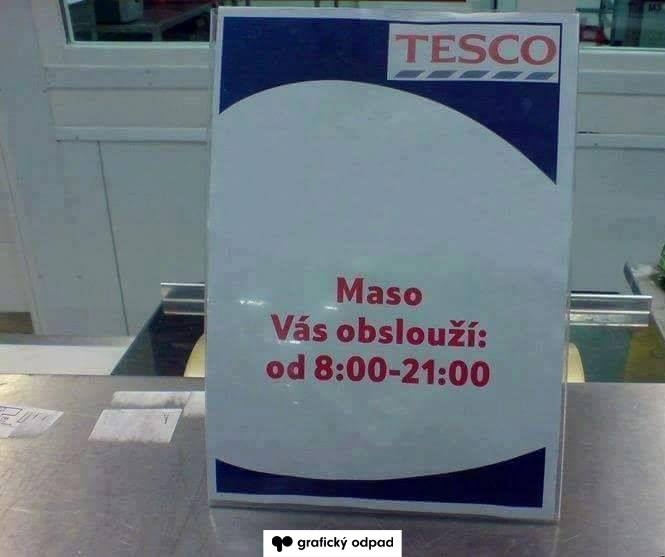 TESCO
Maso
Vás obslouží:
od 8:00-21:00
grafický odpad